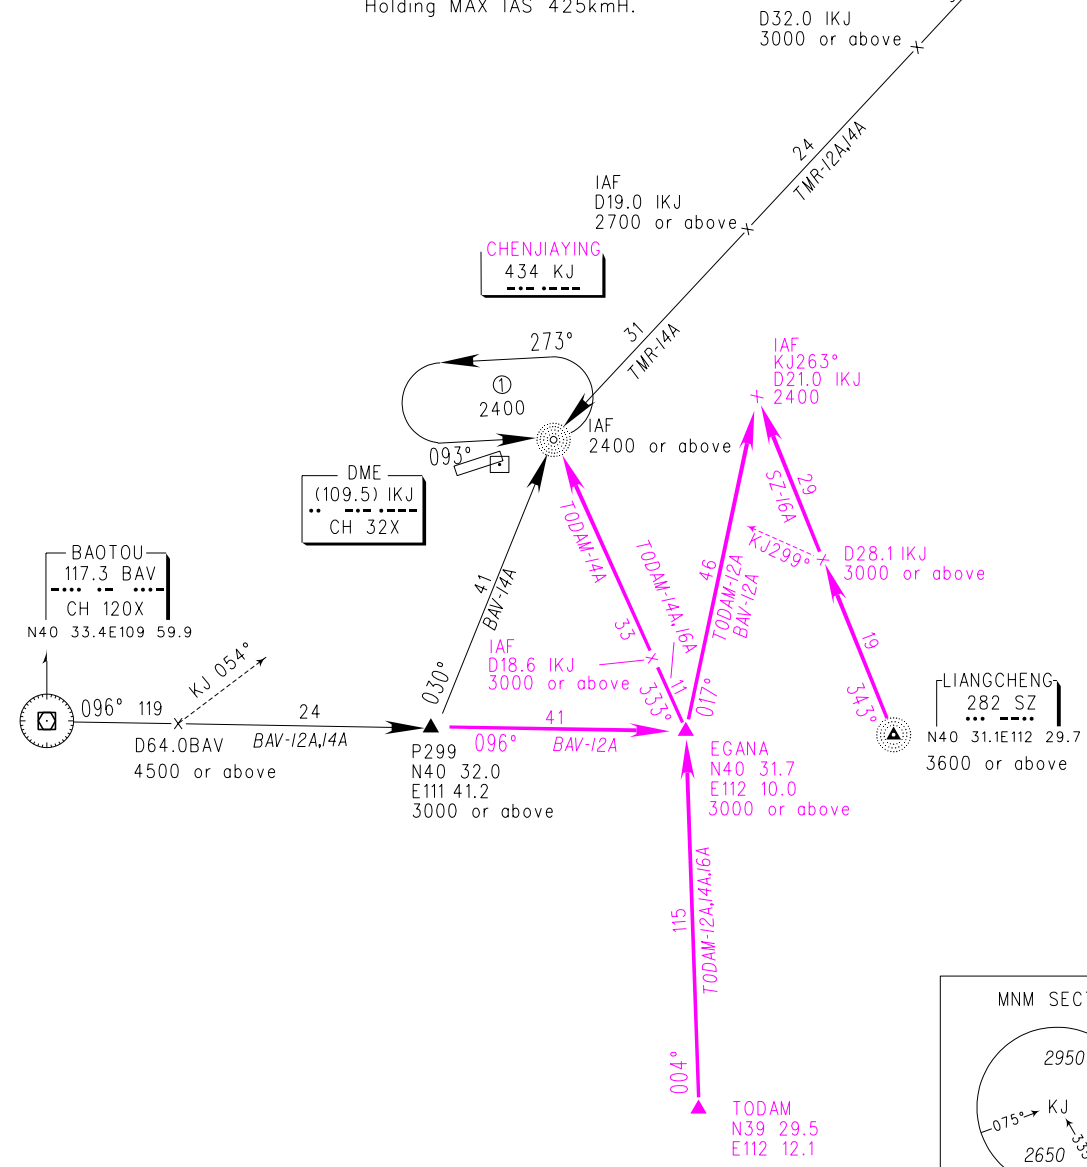 Holding MAX IAS 425kmH.
D32.0 IKJ
3000 or above
24
TMR-12A,14A
IAF
D19.0 IKJ
2700 or above
CHENJIAYING
434 KJ
31
TMR-14A
273°
①
2400
093°
IAF
2400 or above
IAF
KJ263°
D21.0 IKJ
2400
DME
(109.5) IKJ
CH 32X
29
SZ-16A
KJ299°
D28.1 IKJ
3000 or above
BAOTOU
117.3 BAV
CH 120X
N40 33.4E109 59.9
41
BAV-14A
030°
TODAM-14A
TODAM-14A,16A
33
46
TODAM-12A
BAV-12A
19
343°
IAF
D18.6 IKJ
3000 or above
11
333°
017°
LIANGCHENG
282 SZ
N40 31.1E112 29.7
3600 or above
KJ 054°
096°
119
D64.0BAV
4500 or above
24
BAV-12A,14A
P299
N40 32.0
E111 41.2
3000 or above
41
096°
BAV-12A
EGANA
N40 31.7
E112 10.0
3000 or above
115
TODAM-12A,14A,16A
004°
TODAM
N39 29.5
E112 12.1
MNM SEC
2950
075°
KJ
2650